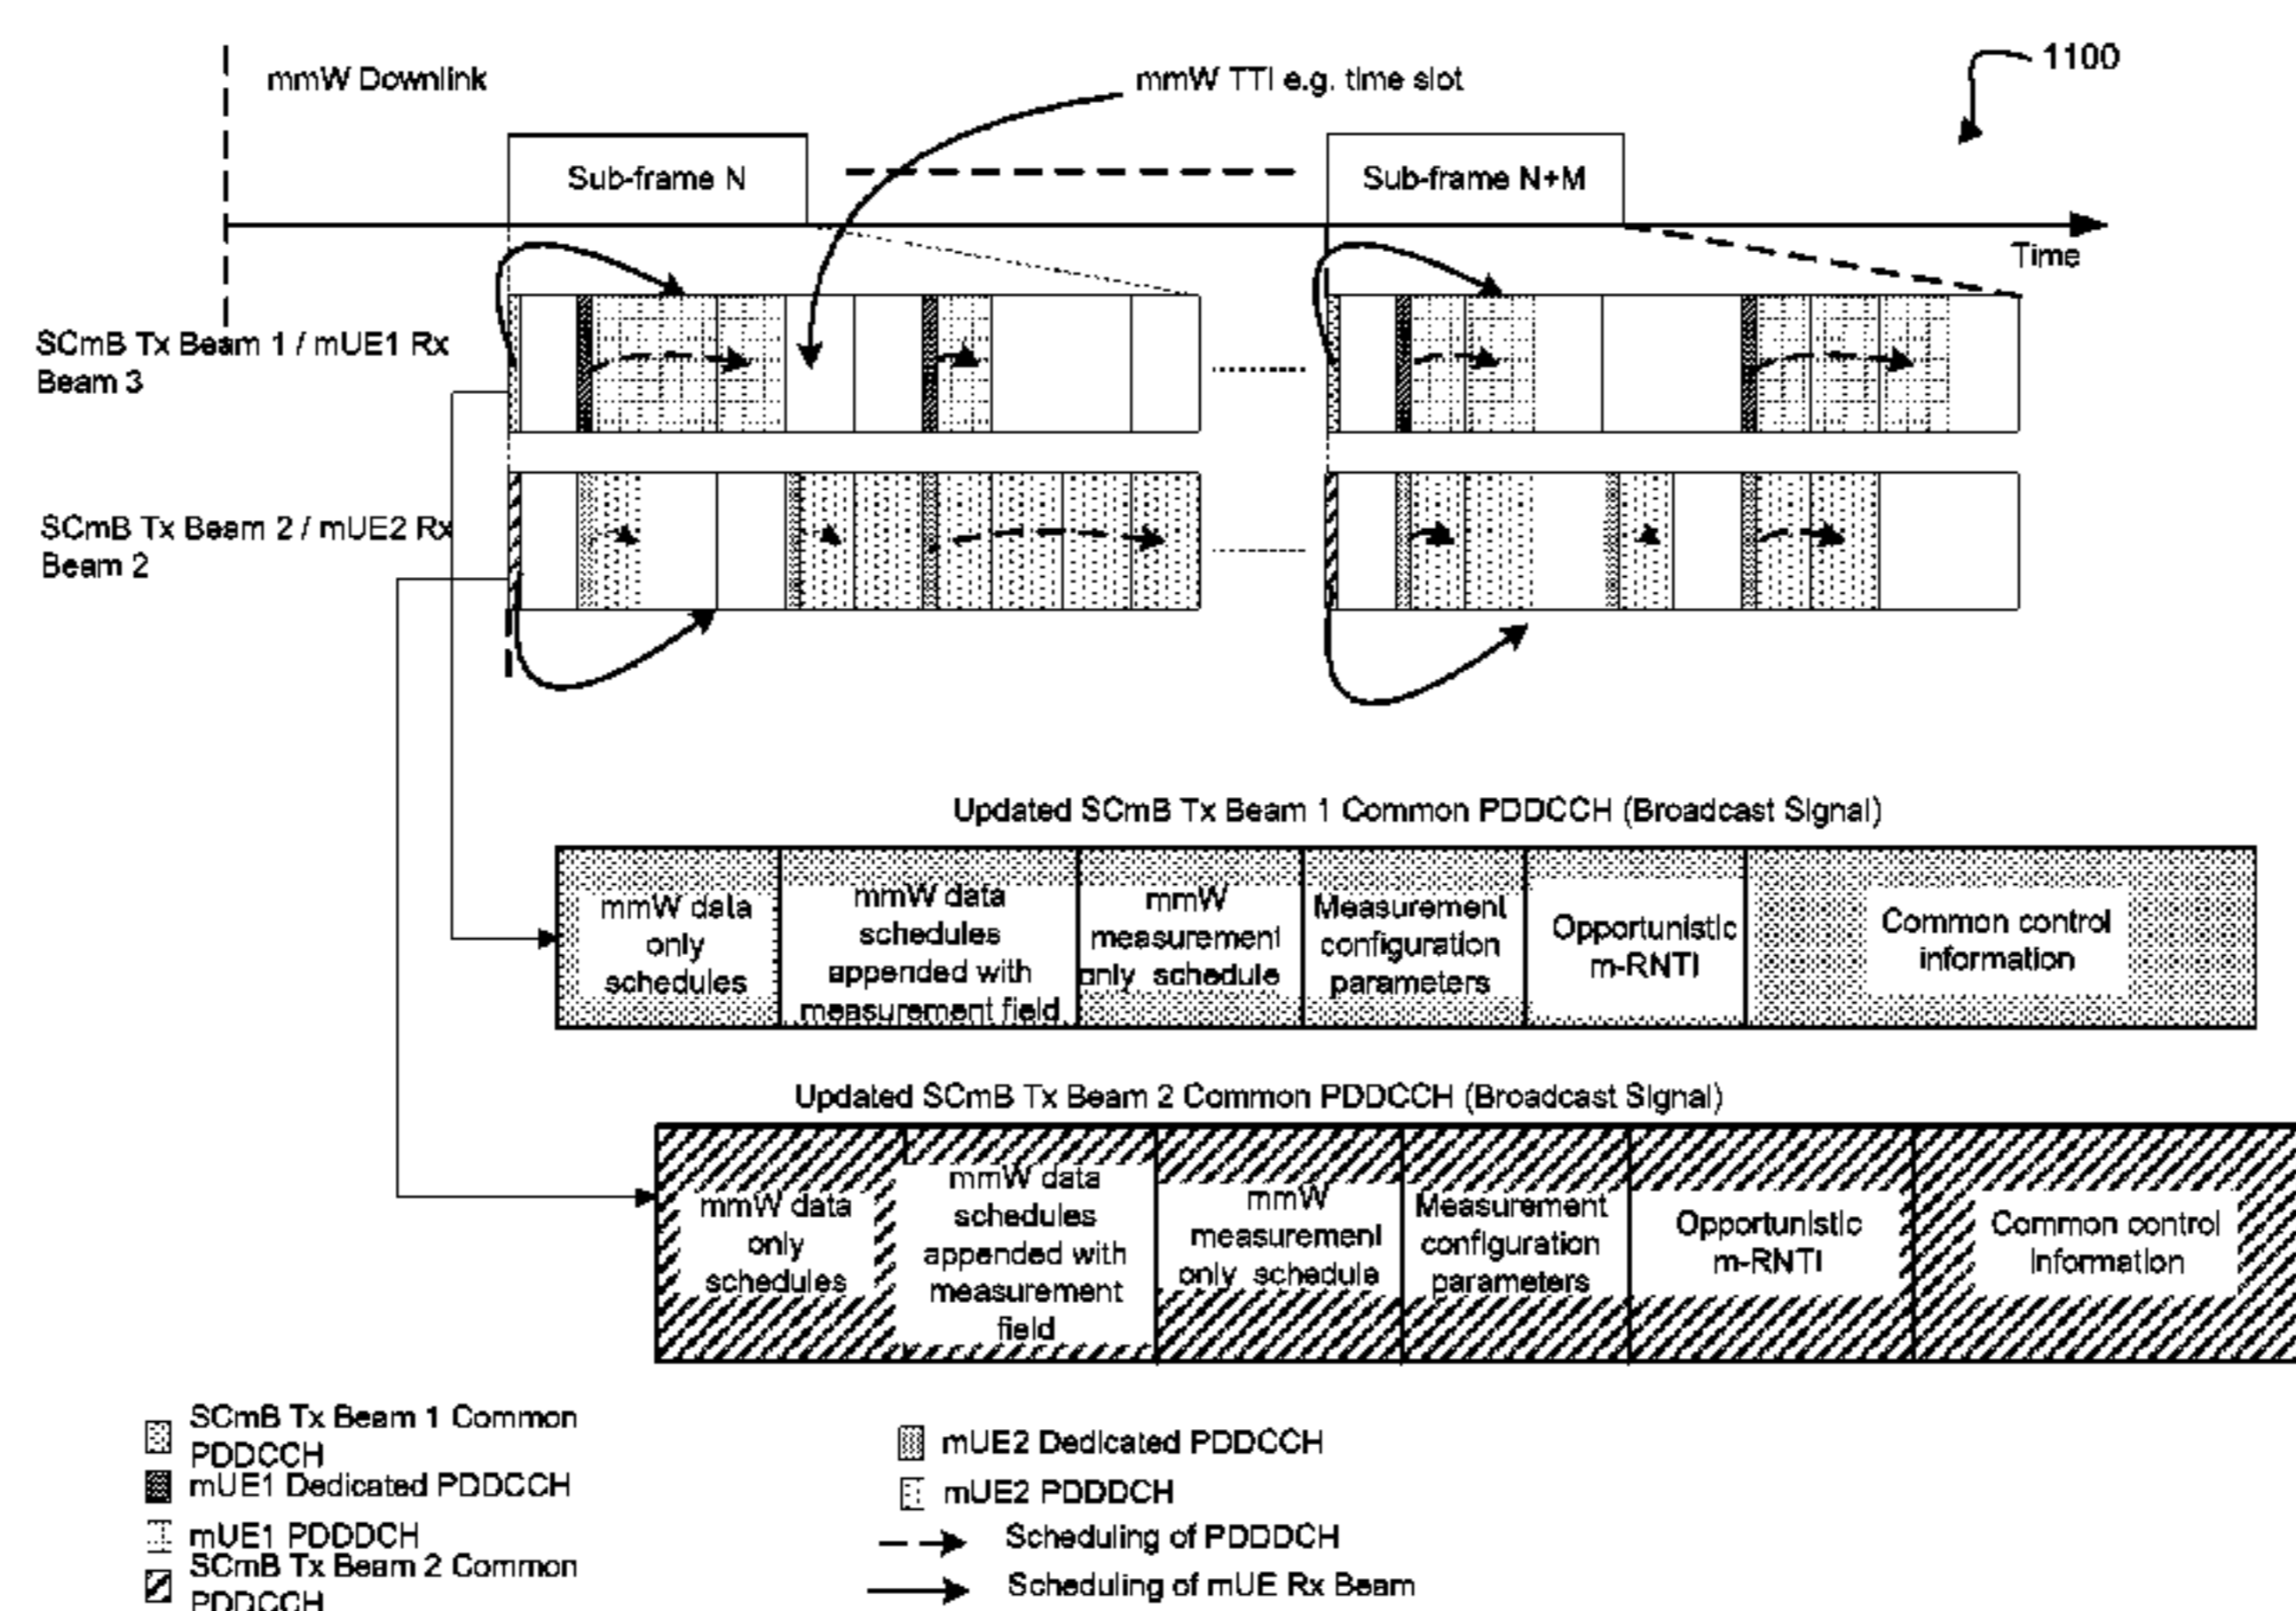 mmW Downlink
mmW TTI e.g. time slot
1100
Sub-frame N
Sub-frame N+M
Time
SCmB Tx Beam 1 / mUE1 Rx
Beam 3
SCmB Tx Beam 2 / mUE2 Rx
Beam 2
Updated SCmB Tx Beam 1 Common PDDCCH (Broadcast Signal)
mmW data
only
schedules
mmW data
schedules
appended with
measurement field
mmW
measurement
only schedule
Measurement
configuration
parameters
Opportunistic
m-RNTI
Common control
information
Updated SCmB Tx Beam 2 Common PDDCCH (Broadcast Signal)
mmW data
only
schedules
mmW data
schedules
appended with
measurement
field
mmW
measurement
only schedule
Measurement
configuration
parameters
Opportunistic
m-RNTI
Common control
information
SCmB Tx Beam 1 Common
PDDCCH
mUE1 Dedicated PDDCCH
mUE1 PDDDCH
SCmB Tx Beam 2 Common
PDDCCH
mUE2 Dedicated PDDCCH
mUE2 PDDDCH
Scheduling of PDDDCH
Scheduling of mUE Rx Beam